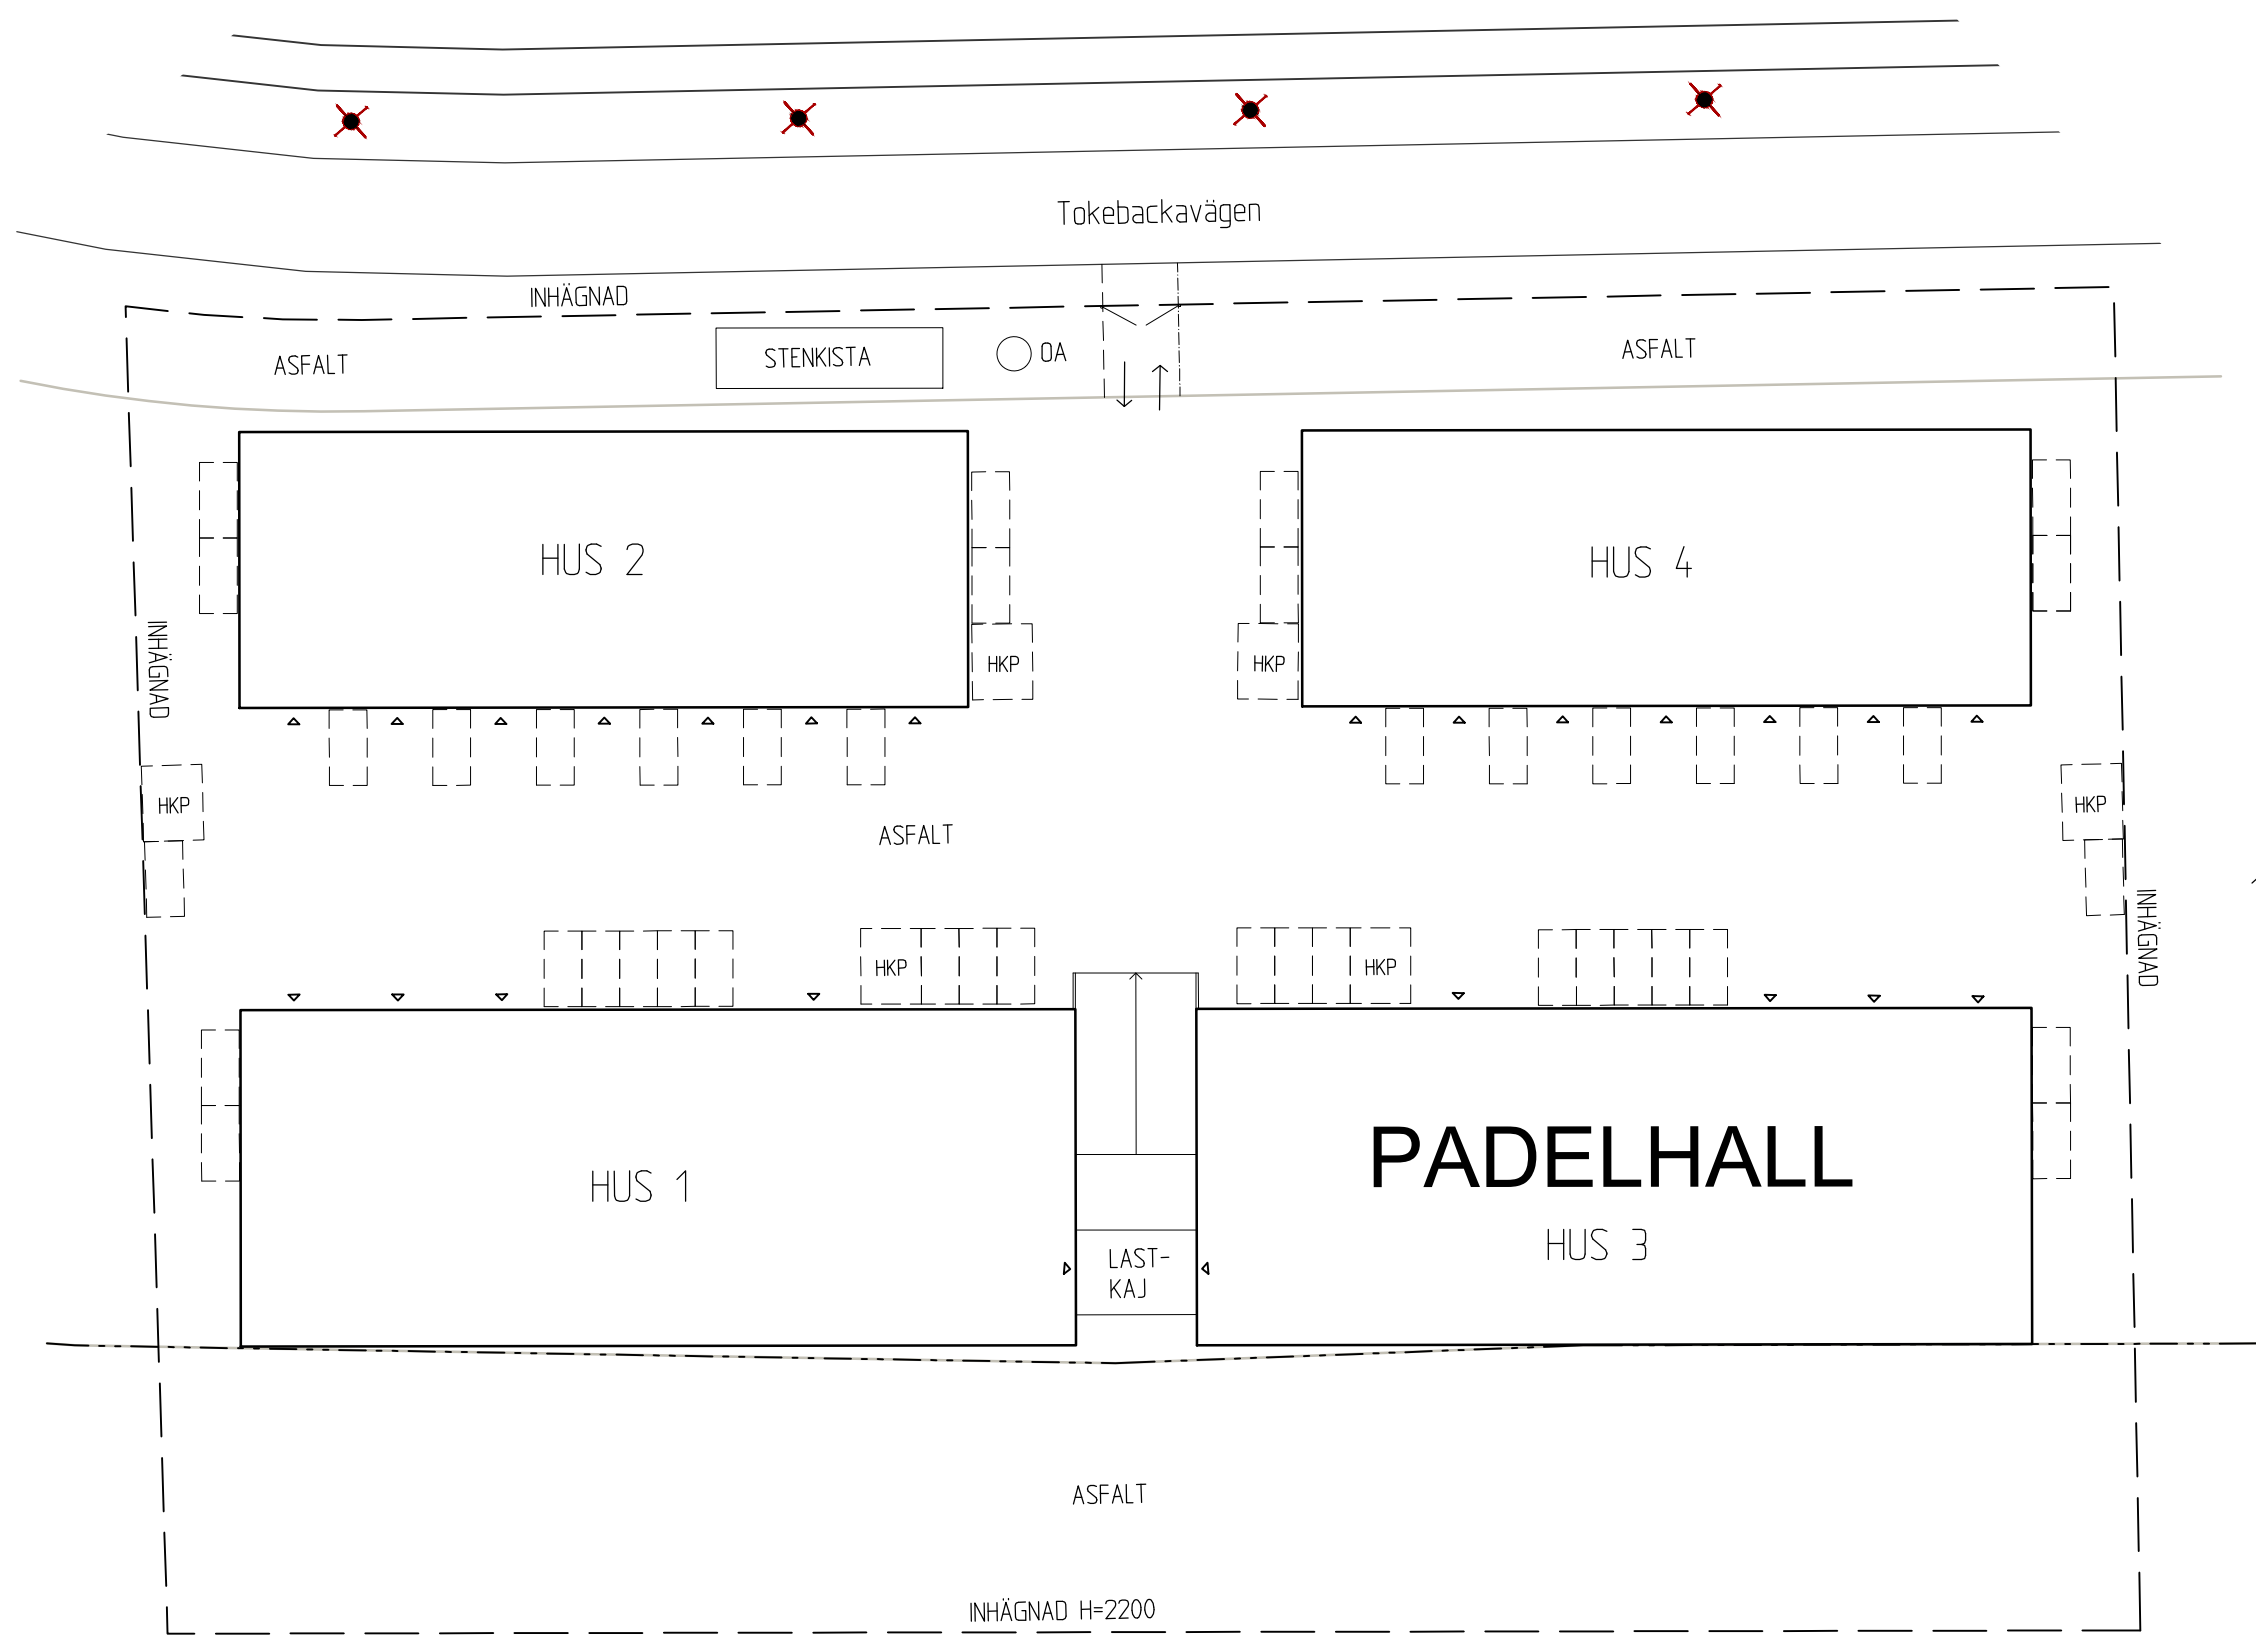 Tokebackavägen
INHÄGNAD
STENKISTA
OA
ASFALT
ASFALT
HUS 2
HUS 4
INHÄGNAD
HKP
HKP
HKP
HKP
ASFALT
INHÄGNAD
HKP
HKP
PADELHALL
HUS 1
HUS 3
LAST-
KAJ
ASFALT
INHÄGNAD H=2200